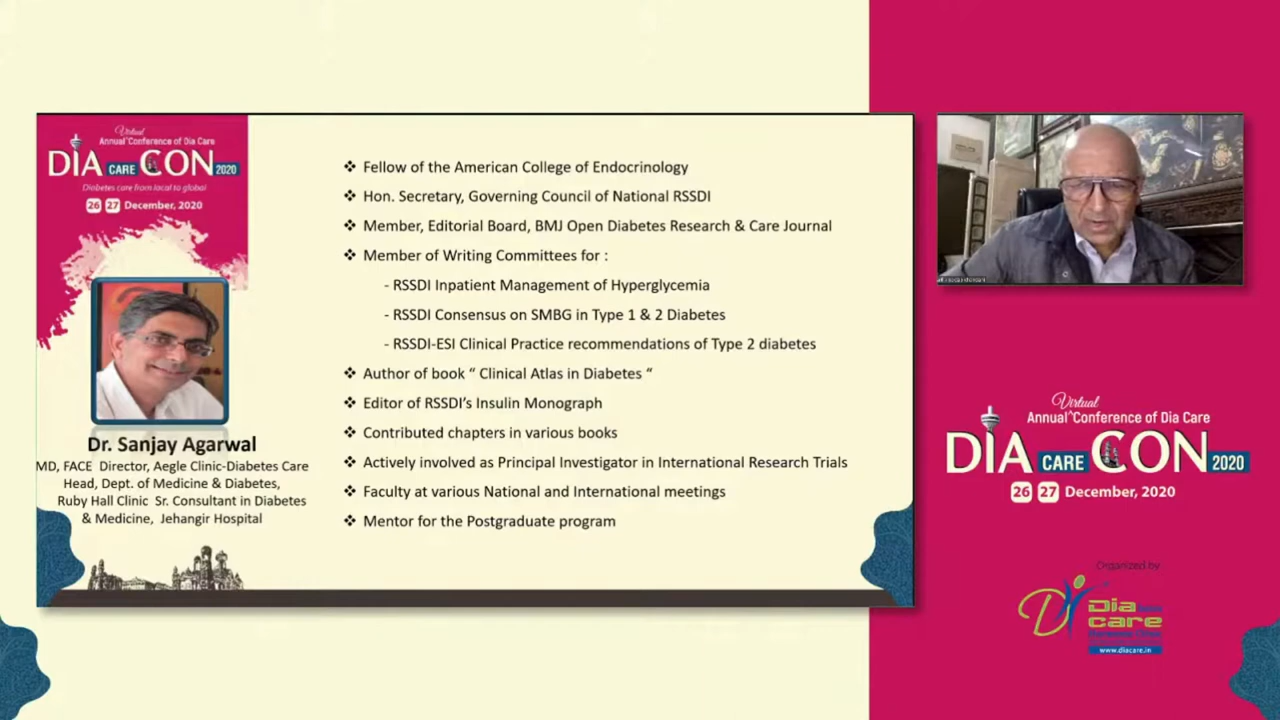 Virtual
Annual^Conference of Dia Care
DIA CARE CON 2020
Diabetes care from local to global
26 27 December, 2020
Dr. Sanjay Agarwal
MD, FACE Director, Aegle Clinic-Diabetes Care
Head, Dept. of Medicine & Diabetes,
Ruby Hall Clinic Sr. Consultant in Diabetes
& Medicine, Jehangir Hospital
❖ Fellow of the American College of Endocrinology
❖ Hon. Secretary, Governing Council of National RSSDI
❖ Member, Editorial Board, BMJ Open Diabetes Research & Care Journal
❖ Member of Writing Committees for :
- RSSDI Inpatient Management of Hyperglycemia
- RSSDI Consensus on SMBG in Type 1 & 2 Diabetes
- RSSDI-ESI Clinical Practice recommendations of Type 2 diabetes
❖ Author of book “ Clinical Atlas in Diabetes “
❖ Editor of RSSDI’s Insulin Monograph
❖ Contributed chapters in various books
❖ Actively involved as Principal Investigator in International Research Trials
❖ Faculty at various National and International meetings
❖ Mentor for the Postgraduate program
Virtual
Annual^Conference of Dia Care
DIA CARE CON 2020
26 27 December, 2020
Organized by
Dia
care
www.diacare.in